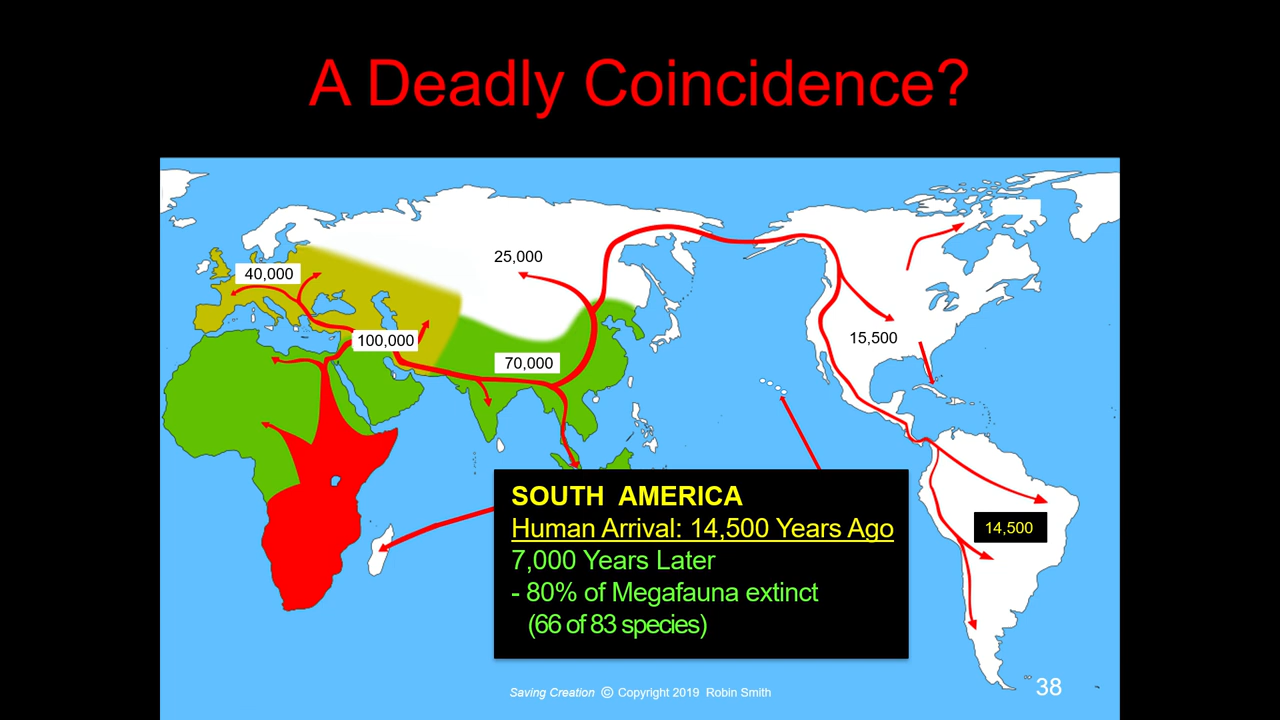 A Deadly Coincidence?
40,000
25,000
100,000
70,000
15,500
SOUTH AMERICA
Human Arrival: 14,500 Years Ago
7,000 Years Later
- 80% of Megafauna extinct
(66 of 83 species)
14,500
Saving Creation © Copyright 2019 Robin Smith
38